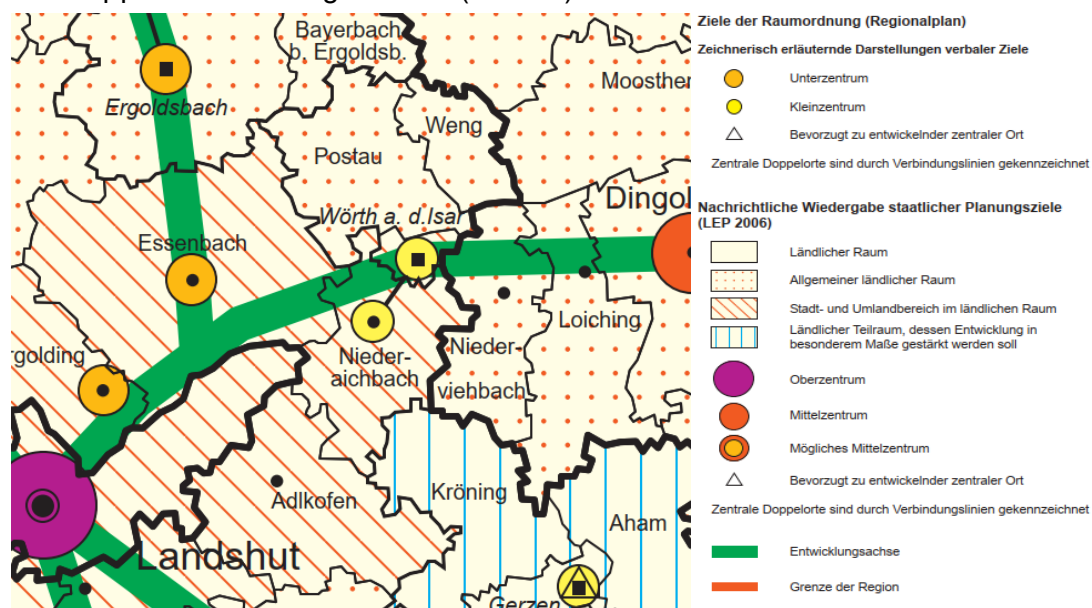 Bayerbach
b. Ergoldsb.
Moosther
Ergoldsbach
Weng
Postau
Dingol
Wörth a. d.Isar
Essenbach
Loiching
rgolding
Nieder-
aichbach
Nieder-
viehbach
Kröning
Adlkofen
Aham
Landshut
Gerzen
Ziele der Raumordnung (Regionalplan)
Zeichnerisch erläuternde Darstellungen verbaler Ziele
Unterzentrum
Kleinzentrum
Bevorzugt zu entwickelnder zentraler Ort
Zentrale Doppelorte sind durch Verbindungslinien gekennzeichnet
Nachrichtliche Wiedergabe staatlicher Planungsziele
(LEP 2006)
Ländlicher Raum
Allgemeiner ländlicher Raum
Stadt- und Umlandbereich im ländlichen Raum
Ländlicher Teilraum, dessen Entwicklung in
besonderem Maße gestärkt werden soll
Oberzentrum
Mittelzentrum
Mögliches Mittelzentrum
Bevorzugt zu entwickelnder zentraler Ort
Zentrale Doppelorte sind durch Verbindungslinien gekennzeichnet
Entwicklungsachse
Grenze der Region